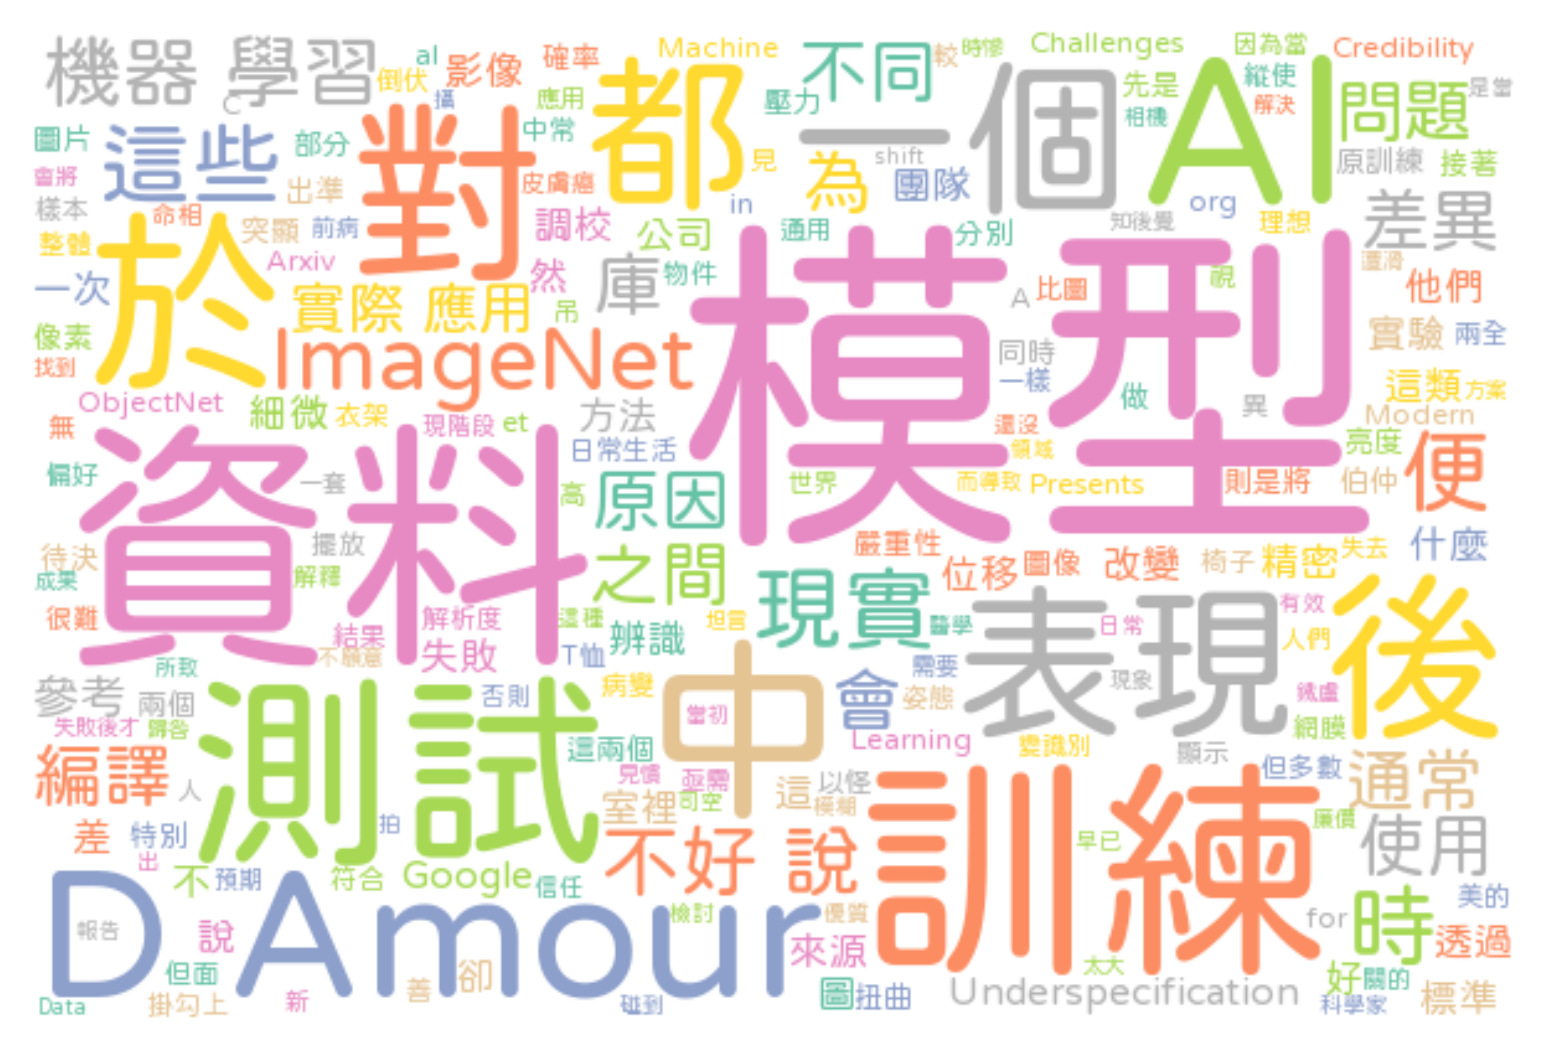 機器 學習
al
影像
確率
Machine
不同
較
時慘
Challenges
因為當
Credibility
倒伏
攝
應用
都
壓力
一個
先是
AI
縱使
解決
問題
是當
C
圖片
這些
部分
對
中常
見
shift
為
團隊
相機
原訓練
接著
會將
出準
皮膚癌
樣本
命相
突顯
前病
調校
in
公司
通用
分別
知後覺
org
理想
差異
整體
於
Arxiv
然
庫
物件
模型
A
比圖
視
他們
一次
實際 應用
吊
像素
ImageNet
同時
實驗
兩全
找到
一樣
做
這類
方案
ObjectNet
細微
衣架
現階段
et
方法
還沒
異
Modern
無
資料
日常生活
領域
亮度
便
偏好
一套
高
原因
世界
而導致
Presents
則是將
伯仲
擺放
之間
嚴重性
位移
圖像
改變
椅子
精密
失去
什麼
待決
成果
解釋
現實
後
很難
結果
解析度
這種
辨識
坦言
醫學
表現
日常
有效
人們
不願意
失敗
T恤
所致
參考
兩個
測試
否則
病變
中
當初
會
需要
姿態
現象
鐵盧
網膜
失敗後才
歸咎
這兩個
Learning
變識別
顯示
但多數
通常
編譯
人
見慣
亟需
室裡
司空
這
以怪
模糊
訓練
差
特別
拍
不好
說
早已
廉價
使用
出
不
預期
符合
Google
信任
美的
D Amour
報告
說
檢討
優質
來源
for
時
透過
但面
卻
太大
好
關的
Data
掛勾上
新
善
碰到
圖
扭曲
Underspecification
科學家
標準